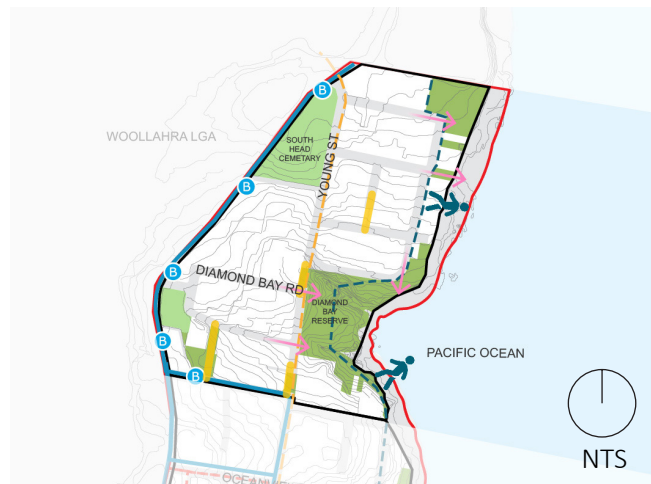 B
WOOLLAHRA LGA
SOUTH
HEAD
CEMETARY
YOUNG ST
B
B
DIAMOND BAY RD
DIAMOND
BAY
RESERVE
B
PACIFIC OCEAN
B
NTS